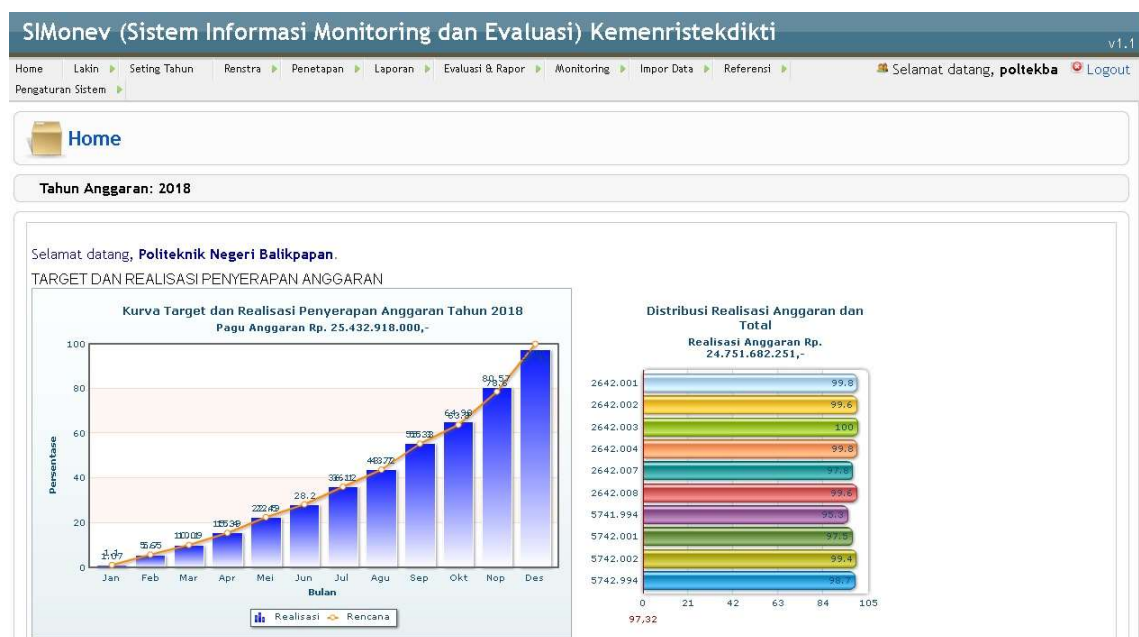 SIMonev (Sistem Informasi Monitoring dan Evaluasi) Kemenristekdikti
v1.1
Home Lakin Seting Tahun Renstra Penetapan Laporan Evaluasi & Rapor Monitoring Impor Data Referensi Selamat datang, poltekba Logout
Pengaturan Sistem
Home
Tahun Anggaran: 2018
Selamat datang, Politeknik Negeri Balikpapan.
TARGET DAN REALISASI PENYERAPAN ANGGARAN
Kurva Target dan Realisasi Penyerapan Anggaran Tahun 2018
Pagu Anggaran Rp. 25.432.918.000,-
Persentase
100
80
60
40
20
0
28.2
80.57
Jan Feb Mar Apr Mei Jun Jul Agu Sep Okt Nop Des
Bulan
Realisasi Rencana
Distribusi Realisasi Anggaran dan
Total
Realisasi Anggaran Rp.
24.751.682.251,-
2642.001 99.8
2642.002 99.6
2642.003 100
2642.004 99.8
2642.007 97.8
2642.008 99.6
5741.994 95.3
5742.001 97.5
5742.002 99.4
5742.994 98.7
0 21 42 63 84 105
97,32